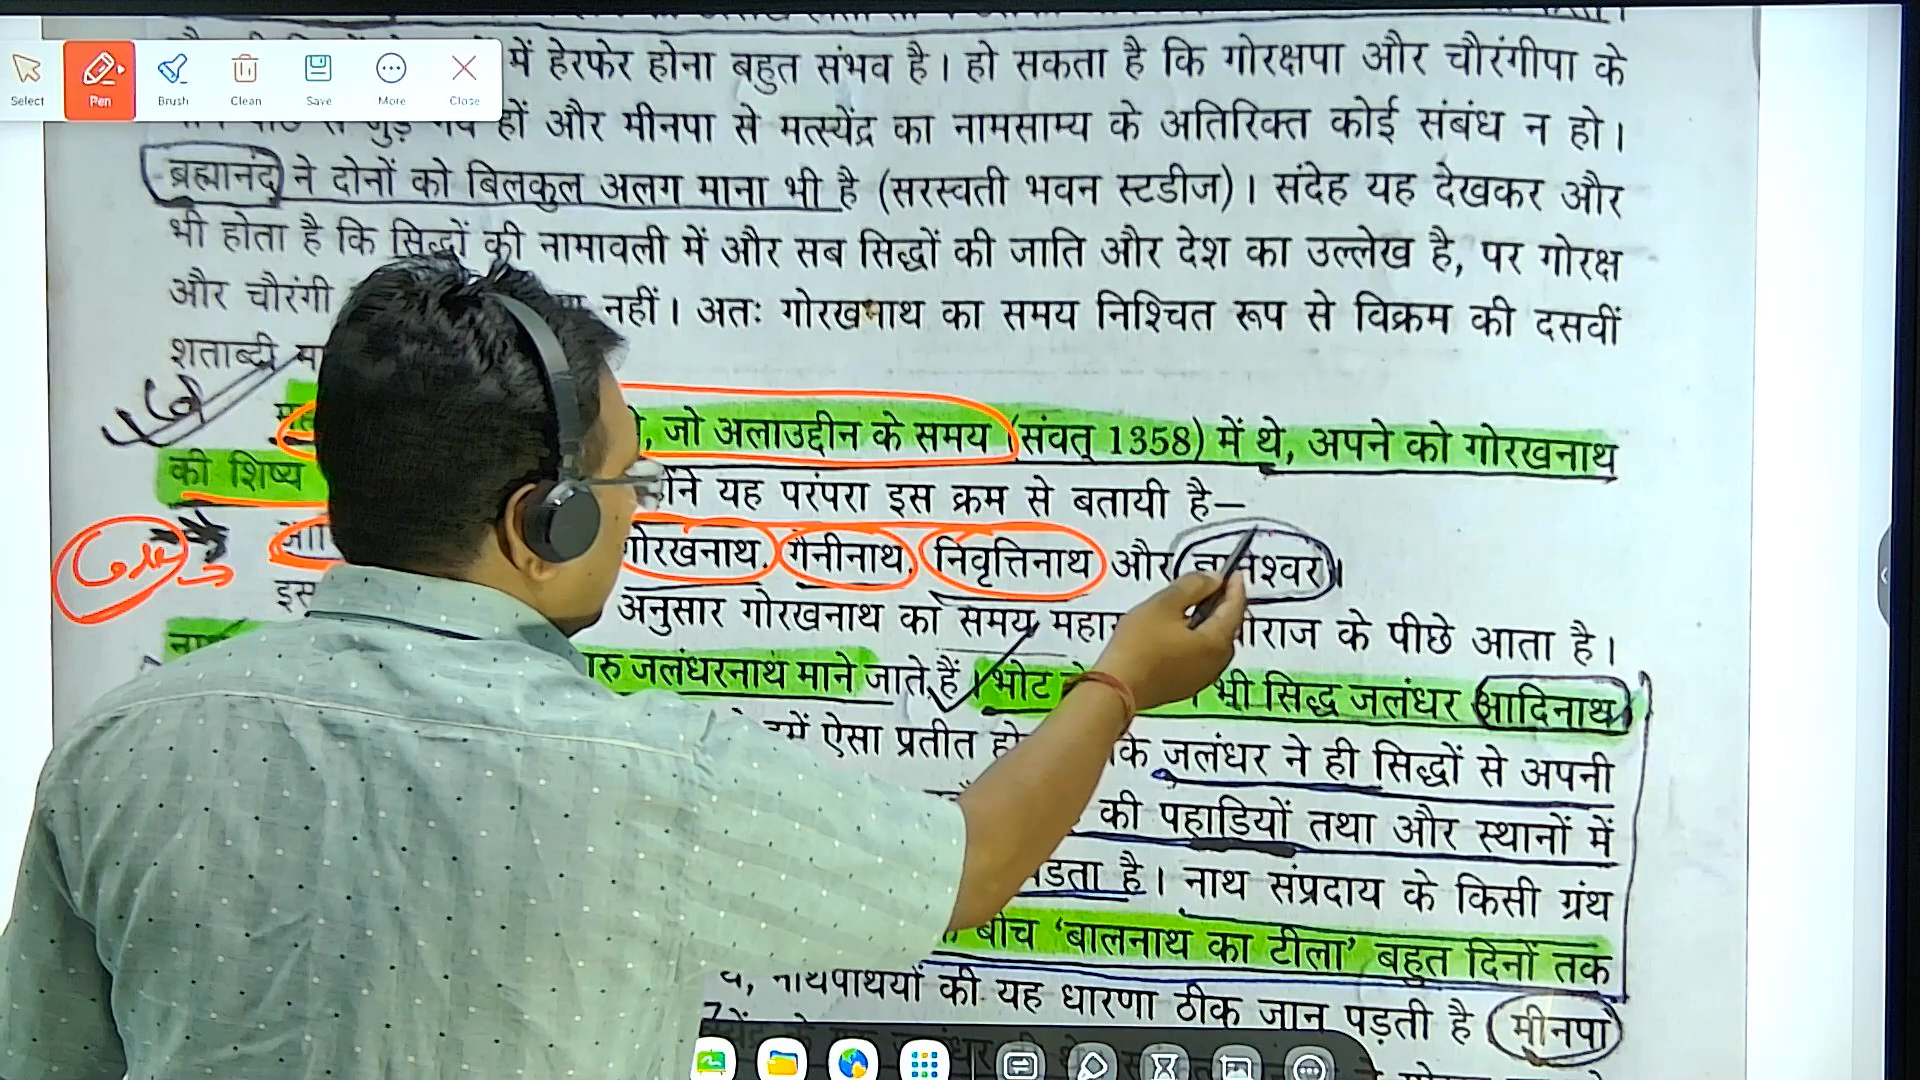 Select
Pen
Brush
Clean
Save
More
Close
में हेरफेर होना बहुत संभव है। हो सकता है कि गोरक्षपा और चौरंगीपा के
हों और मीनपा से मत्स्येंद्र का नामसाम्य के अतिरिक्त कोई संबंध न हो।
ब्रह्मानंद ने दोनों को बिलकुल अलग माना भी है (सरस्वती भवन स्टडीज)। संदेह यह देखकर और
भी होता है कि सिद्धों की नामावली में और सब सिद्धों की जाति और देश का उल्लेख है, पर गोरक्ष
और चौरंगी नहीं। अतः गोरखनाथ का समय निश्चित रूप से विक्रम की दसवीं
शताब्दी
, जो अलाउद्दीन के समय (संवत् 1358) में थे, अपने को गोरखनाथ
की शिष्य यह परंपरा इस क्रम से बतायी है—
गोरखनाथ, गैनीनाथ, निवृत्तिनाथ और
अनुसार गोरखनाथ का समय के पीछे आता है।
जलंधरनाथ माने जाते हैं। भोट भी सिद्ध जलंधर आदिनाथ
ऐसा प्रतीत जलंधर ने ही सिद्धों से अपनी
की पहाडियों तथा और स्थानों में
है। नाथ संप्रदाय के किसी ग्रंथ
बीच 'बालनाथ का टीला' बहुत दिनों तक
की यह धारणा ठीक जान पड़ती है मीनपा